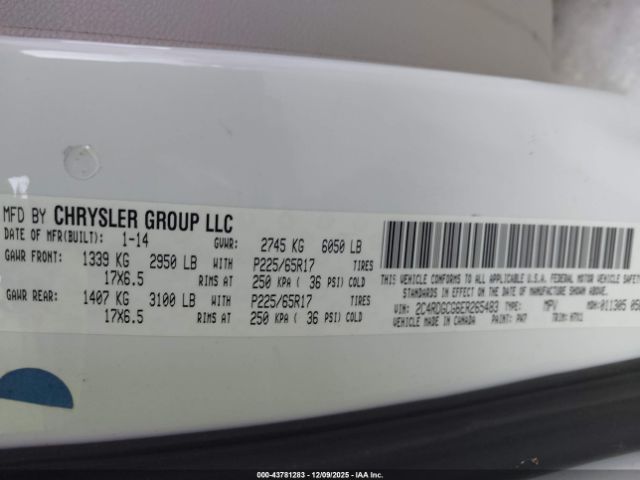 MFD BY CHRYSLER GROUP LLC
DATE OF MFR(BUILT): 1-14 GVWR: 2745 KG 6050 LB
GAWR FRONT: 1339 KG 2950 LB WITH P225/65R17 TIRES
17X6.5 RIMS AT 250 KPA ( 36 PSI) COLD
GAWR REAR: 1407 KG 3100 LB WITH P225/65R17 TIRES
17X6.5 RIMS AT 250 KPA ( 36 PSI) COLD
THIS VEHICLE CONFORMS TO ALL APPLICABLE U.S.A. FEDERAL MOTOR VEHICLE SAFETY
STANDARDS IN EFFECT ON THE DATE OF MANUFACTURE SHOWN ABOVE.
VIN: 2C4RDGCG6ER265483 TYPE: MPV MDH:011305
VEHICLE MADE IN CANADA PAINT: PW7 TRIM:
000-43781283 - 12/09/2025 - IAA Inc.